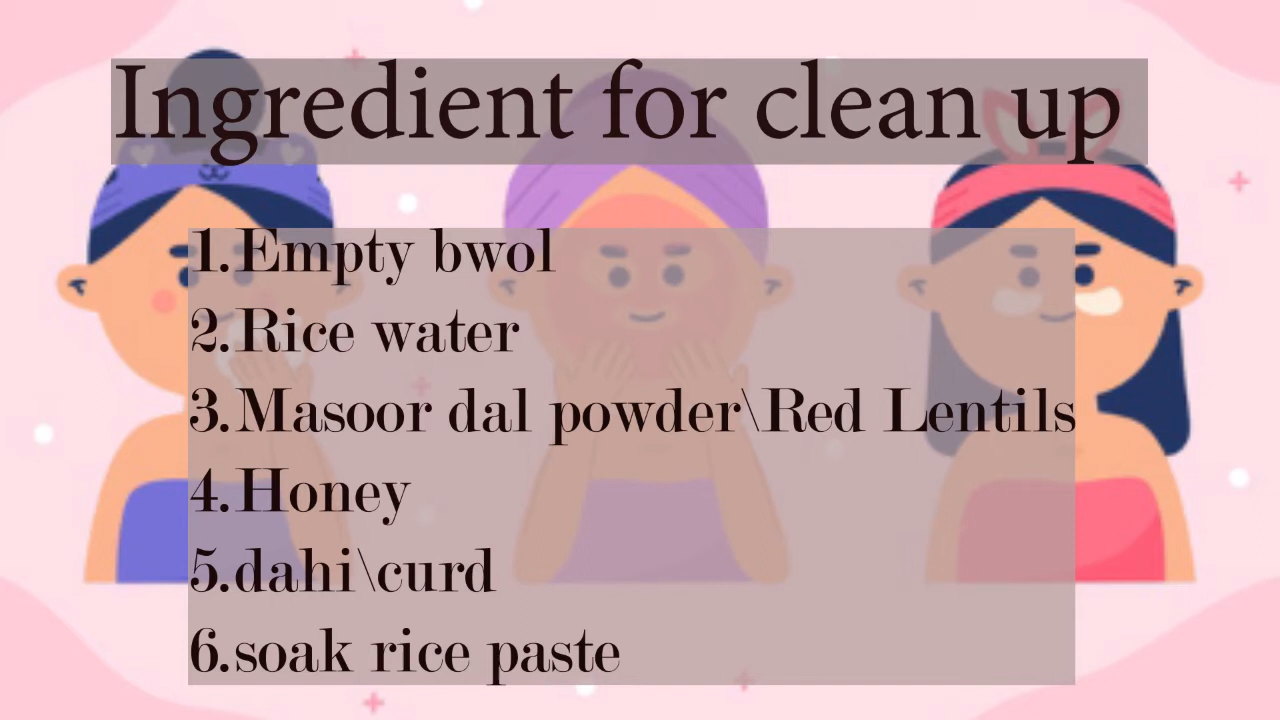 Ingredient for clean up
1.Empty bwol
2.Rice water
3.Masoor dal powder\Red Lentils
4.Honey
5.dahi\curd
6.soak rice paste